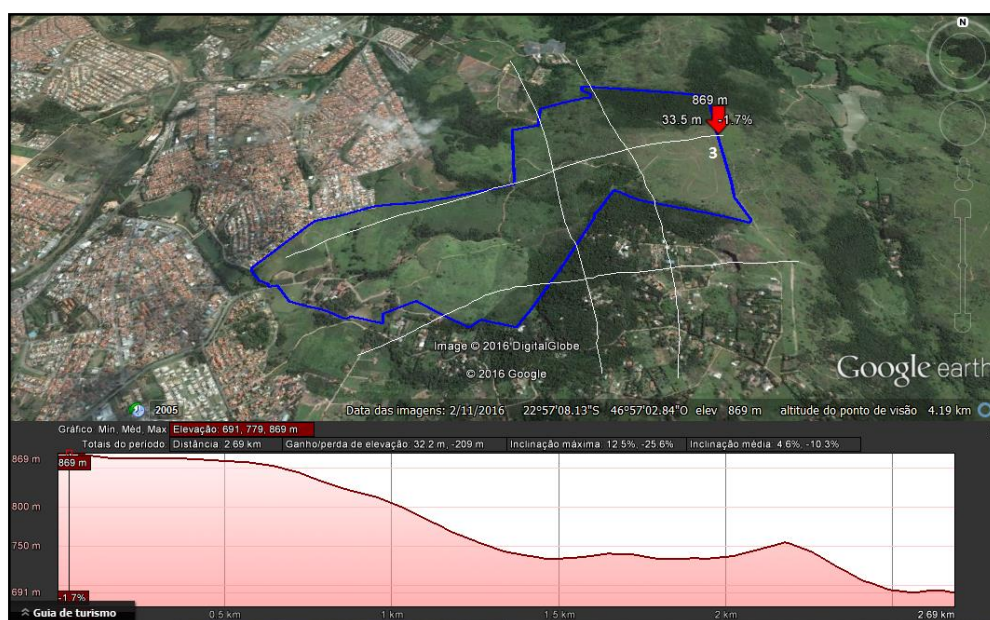 N
869 m
33.5 m -1.7%
3
Image © 2016 DigitalGlobe
© 2016 Google
Google earth
2005
Data das imagens: 2/11/2016 22°57'08.13"S 46°57'02.84"O elev 869 m altitude do ponto de visão 4.19 km
Gráfico: Min, Méd, Max Elevação: 691, 779, 869 m
Totais do período: Distância: 2.69 km Ganho/perda de elevação: 32.2 m, -209 m Inclinação máxima: 12.5%, -25.6% Inclinação média: 4.6%, -10.3%
869 m
869 m
800 m
750 m
691 m
-1.7%
Guia de turismo
0.5 km 1 km 1.5 km 2 km 2.69 km